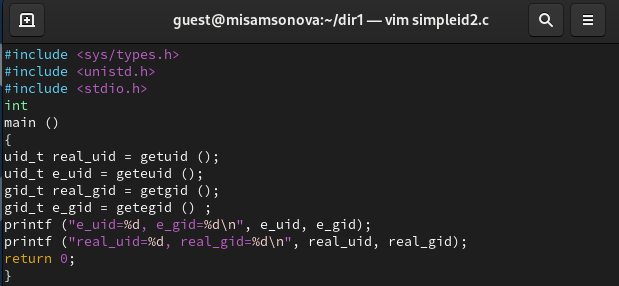 guest@misamsonova:~/dir1 — vim simpleid2.c
#include <sys/types.h>
#include <unistd.h>
#include <stdio.h>
int
main ()
{
uid_t real_uid = getuid ();
uid_t e_uid = geteuid ();
gid_t real_gid = getgid ();
gid_t e_gid = getegid () ;
printf ("e_uid=%d, e_gid=%d\n", e_uid, e_gid);
printf ("real_uid=%d, real_gid=%d\n", real_uid, real_gid);
return 0;
}